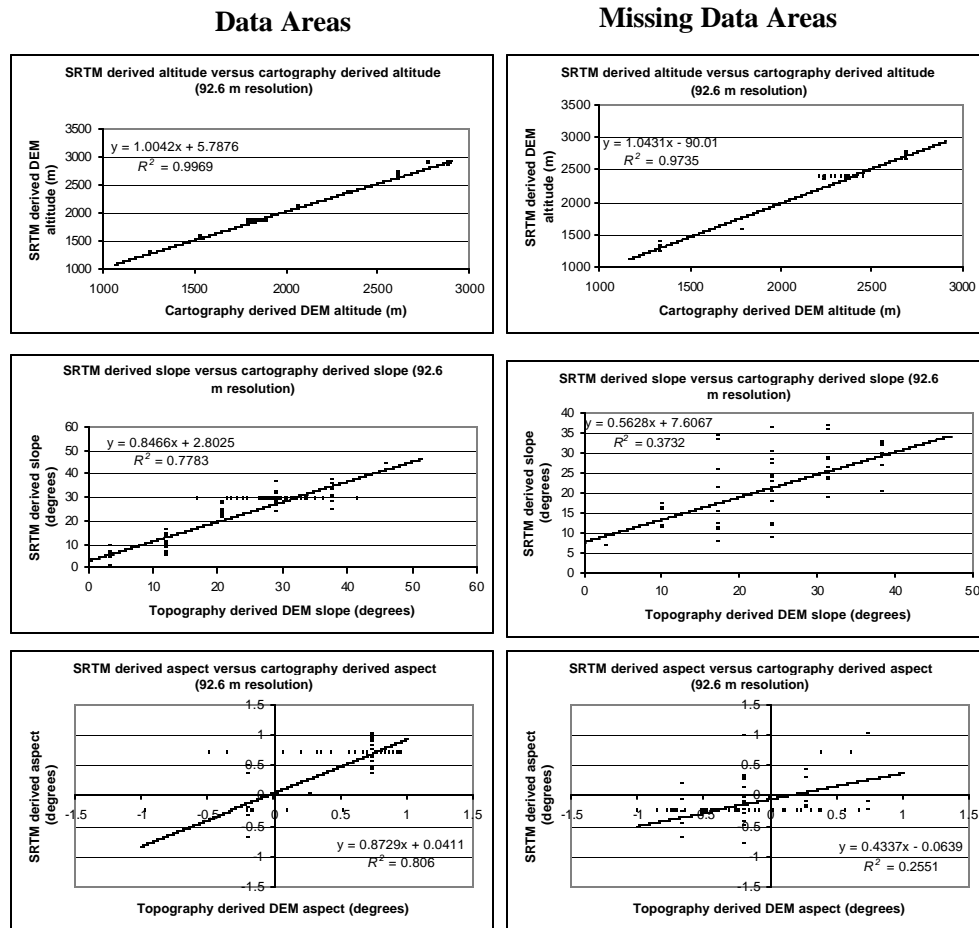 Data Areas
Missing Data Areas
SRTM derived altitude versus cartography derived altitude
(92.6 m resolution)
SRTM derived DEM
altitude (m)
3500
3000
2500
2000
1500
1000
y = 1.0042x + 5.7876
R² = 0.9969
1000 1500 2000 2500 3000
Cartography derived DEM altitude (m)
SRTM derived altitude versus cartography derived altitude
(92.6 m resolution)
SRTM derived DEM
altitude (m)
3500
3000
2500
2000
1500
1000
y = 1.0431x - 90.01
R² = 0.9735
1000 1500 2000 2500 3000
Cartography derived DEM altitude (m)
SRTM derived slope versus cartography derived slope (92.6
m resolution)
SRTM derived slope
(degrees)
60
50
40
30
20
10
0
y = 0.8466x + 2.8025
R² = 0.7783
0 10 20 30 40 50 60
Topography derived DEM slope (degrees)
SRTM derived slope versus cartography derived slope (92.6
m resolution)
SRTM derived slope
(degrees)
40
35
30
25
20
15
10
5
0
y = 0.5628x + 7.6067
R² = 0.3732
0 10 20 30 40 50
Topography derived DEM slope (degrees)
SRTM derived aspect versus cartography derived aspect
(92.6 m resolution)
SRTM derived aspect
(degrees)
1.5
1
0.5
0
-0.5
-1
-1.5
-1.5 -1 -0.5 0 0.5 1 1.5
y = 0.8729x + 0.0411
R² = 0.806
Topography derived DEM aspect (degrees)
SRTM derived aspect versus cartography derived aspect
(92.6 m resolution)
SRTM derived aspect
(degrees)
1.5
1
0.5
0
-0.5
-1
-1.5
-1.5 -1 -0.5 0 0.5 1 1.5
y = 0.4337x - 0.0639
R² = 0.2551
Topography derived DEM aspect (degrees)